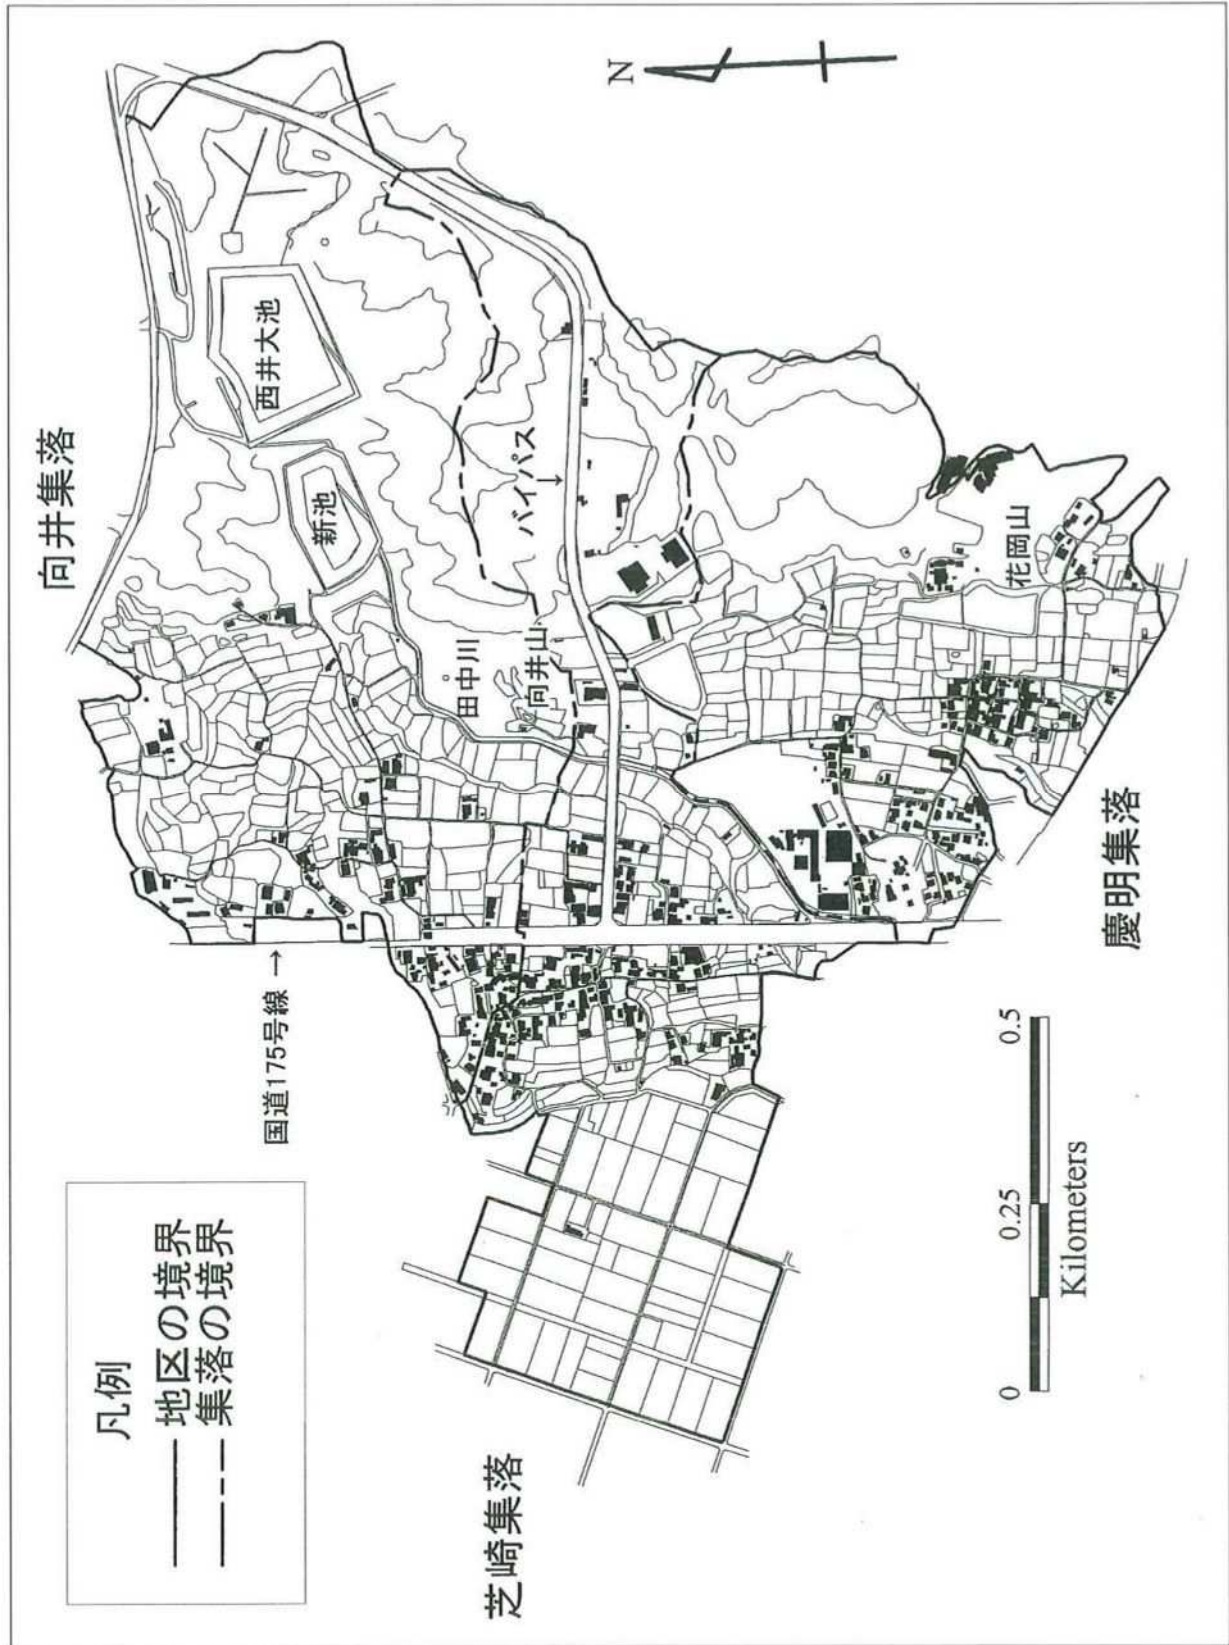 凡例
地区の境界
集落の境界
国道175号線 →
芝崎集落
向井集落
慶明集落
西井大池
新池
バイパス
→
田中川
向井山
花岡山
N
0 0.25 0.5
Kilometers